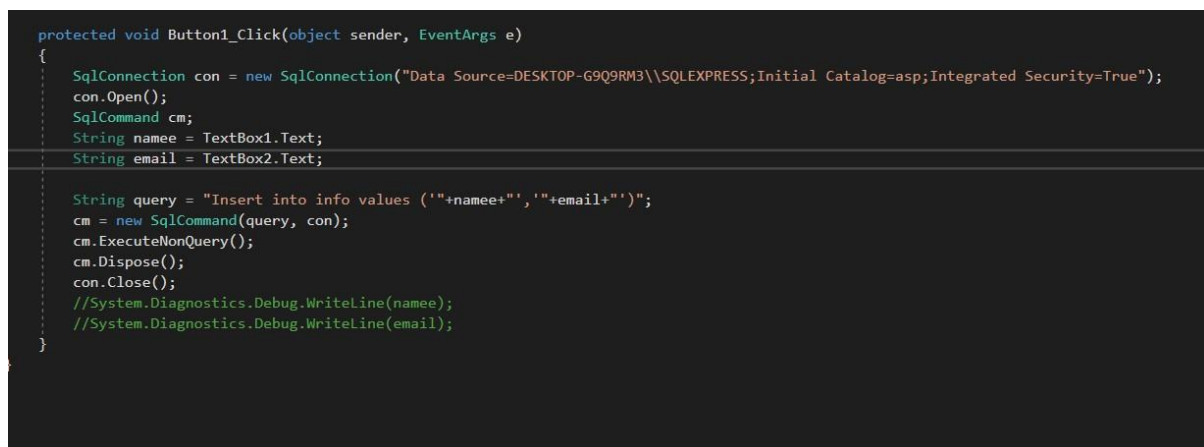 protected void Button1_Click(object sender, EventArgs e)
{
SqlConnection con = new SqlConnection("Data Source=DESKTOP-G9Q9RM3\\SQLEXPRESS;Initial Catalog=asp;Integrated Security=True");
con.Open();
SqlCommand cm;
String namee = TextBox1.Text;
String email = TextBox2.Text;
String query = "Insert into info values ('"+namee+"','"+email+"')";
cm = new SqlCommand(query, con);
cm.ExecuteNonQuery();
cm.Dispose();
con.Close();
//System.Diagnostics.Debug.WriteLine(namee);
//System.Diagnostics.Debug.WriteLine(email);
}
}